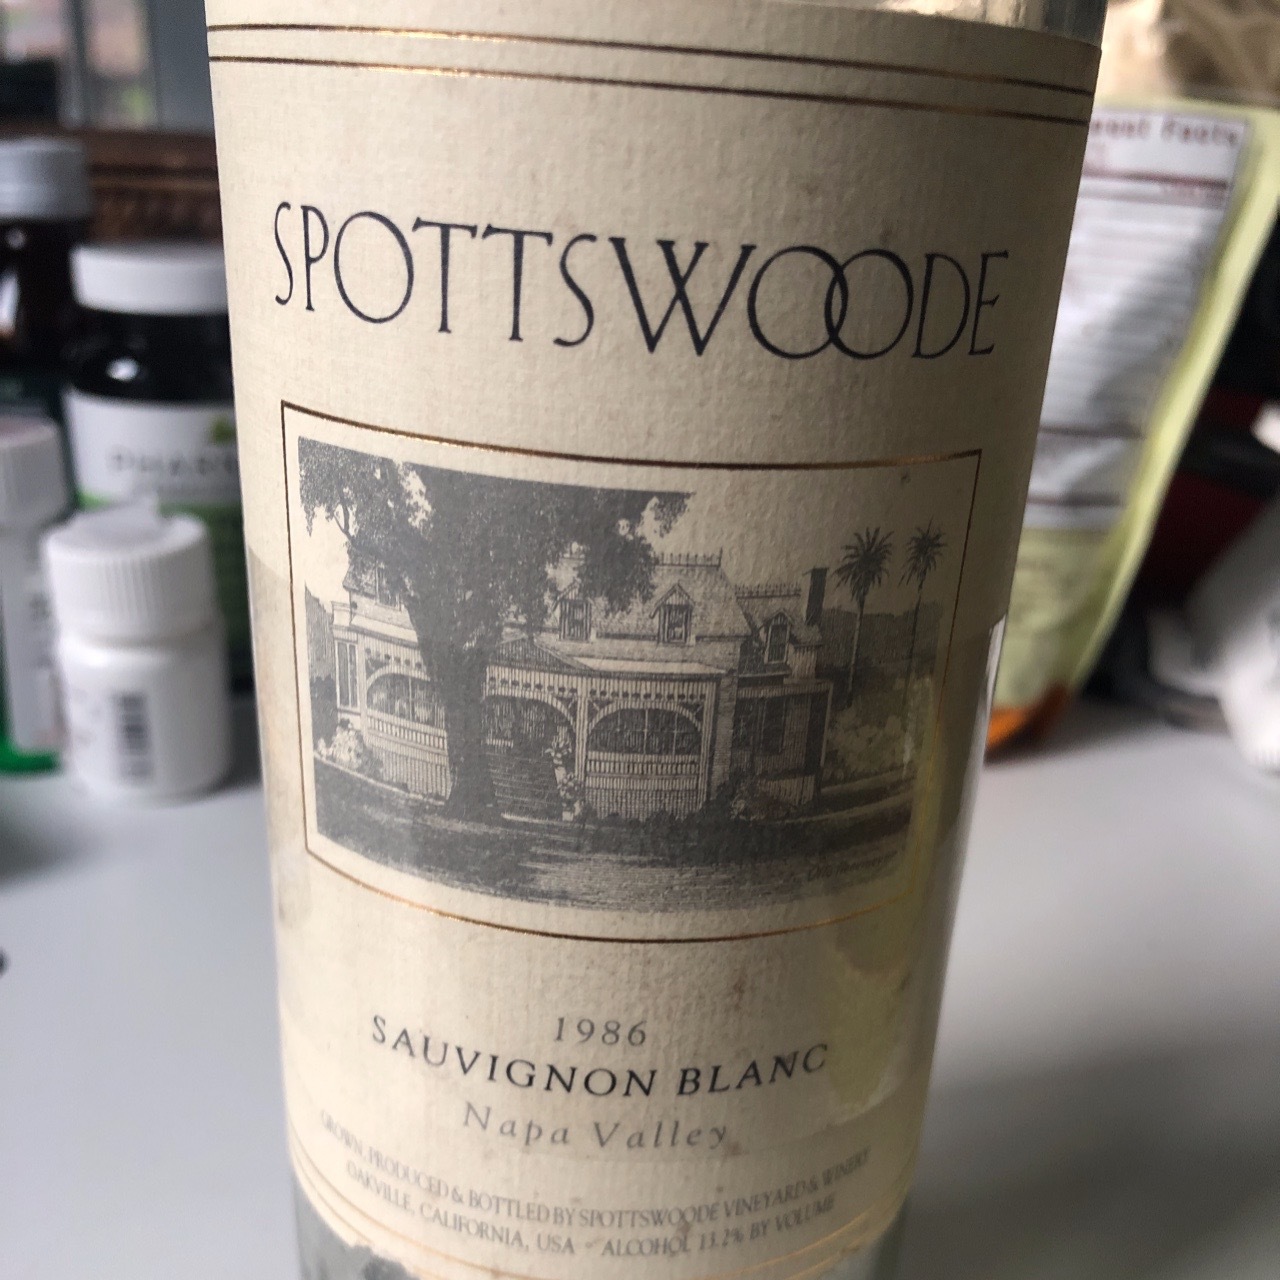 SPOTTSWOODE
1986
SAUVIGNON BLANC
Napa Valley
GROWN, PRODUCED & BOTTLED BY SPOTTSWOODE VINEYARD & WINERY
OAKVILLE, CALIFORNIA, USA - ALCOHOL 13.2% BY VOLUME